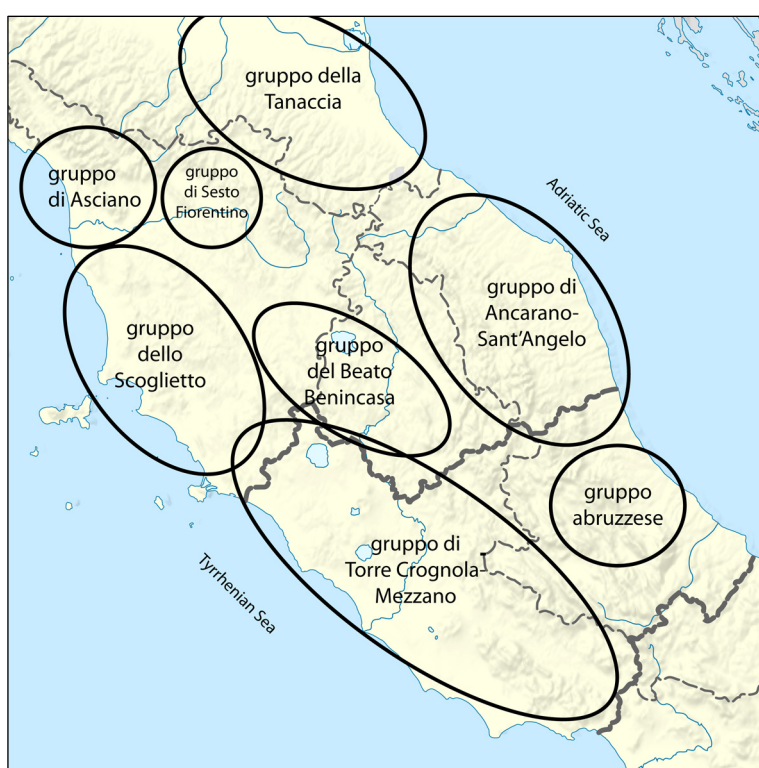 gruppo della
Tanaccia
gruppo
di Asciano
gruppo
di Sesto
Fiorentino
Adriatic Sea
gruppo di
Ancarano-
Sant'Angelo
gruppo
dello
Scoglietto
gruppo
del Beato
Benincasa
gruppo
abruzzese
gruppo di
Torre Crognola-
Mezzano
Tyrrhenian Sea